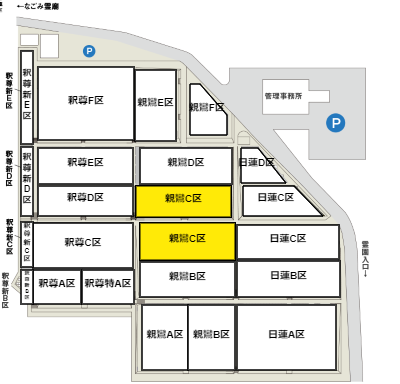 ←なごみ霊廟
P
釈尊新E区
釈尊新E区
釈尊F区
親鸞E区
親鸞F区
管理事務所
P
釈尊新D区
釈尊新D区
釈尊E区
親鸞D区
日蓮D区
釈尊D区
親鸞C区
日蓮C区
釈尊新C区
釈尊新C区
釈尊C区
親鸞C区
日蓮C区
霊園入口→
釈尊新B区
釈尊A区
釈尊特A区
親鸞B区
日蓮B区
親鸞A区
親鸞B区
日蓮A区